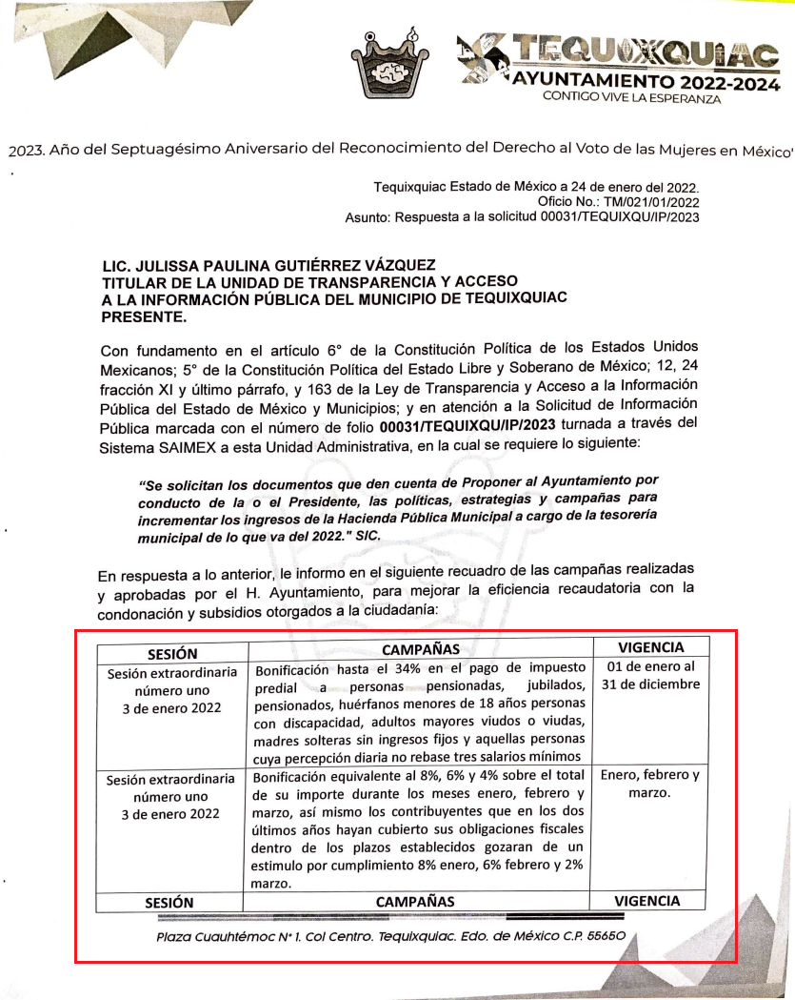 TEQUIXQUIAC
AYUNTAMIENTO 2022-2024
CONTIGO VIVE LA ESPERANZA
2023. Año del Septuagésimo Aniversario del Reconocimiento del Derecho al Voto de las Mujeres en México"
Tequixquiac Estado de México a 24 de enero del 2022.
Oficio No.: TM/021/01/2022
Asunto: Respuesta a la solicitud 00031/TEQUIXQU/IP/2023
LIC. JULISSA PAULINA GUTIÉRREZ VÁZQUEZ
TITULAR DE LA UNIDAD DE TRANSPARENCIA Y ACCESO
A LA INFORMACIÓN PÚBLICA DEL MUNICIPIO DE TEQUIXQUIAC
PRESENTE.
Con fundamento en el artículo 6° de la Constitución Política de los Estados Unidos
Mexicanos; 5° de la Constitución Política del Estado Libre y Soberano de México; 12, 24
fracción XI y último párrafo, y 163 de la Ley de Transparencia y Acceso a la Información
Pública del Estado de México y Municipios; y en atención a la Solicitud de Información
Pública marcada con el número de folio 00031/TEQUIXQU/IP/2023 turnada a través del
Sistema SAIMEX a esta Unidad Administrativa, en la cual se requiere lo siguiente:
"Se solicitan los documentos que den cuenta de Proponer al Ayuntamiento por
conducto de la o el Presidente, las políticas, estrategias y campañas para
incrementar los ingresos de la Hacienda Pública Municipal a cargo de la tesorería
municipal de lo que va del 2022." SIC.
En respuesta a lo anterior, le informo en el siguiente recuadro de las campañas realizadas
y aprobadas por el H. Ayuntamiento, para mejorar la eficiencia recaudatoria con la
condonación y subsidios otorgados a la ciudadanía:
SESIÓN CAMPAÑAS VIGENCIA
Sesión extraordinaria
número uno
3 de enero 2022
Bonificación hasta el 34% en el pago de impuesto
predial a personas pensionadas, jubilados,
pensionados, huérfanos menores de 18 años personas
con discapacidad, adultos mayores viudos o viudas,
madres solteras sin ingresos fijos y aquellas personas
cuya percepción diaria no rebase tres salarios mínimos
01 de enero al
31 de diciembre
Sesión extraordinaria
número uno
3 de enero 2022
Bonificación equivalente al 8%, 6% y 4% sobre el total
de su importe durante los meses enero, febrero y
marzo, así mismo los contribuyentes que en los dos
últimos años hayan cubierto sus obligaciones fiscales
dentro de los plazos establecidos gozaran de un
estimulo por cumplimiento 8% enero, 6% febrero y 2%
marzo.
Enero, febrero y
marzo.
SESIÓN CAMPAÑAS VIGENCIA
Plaza Cuauhtémoc N° 1. Col Centro. Tequixquiac. Edo. de México C.P. 55650